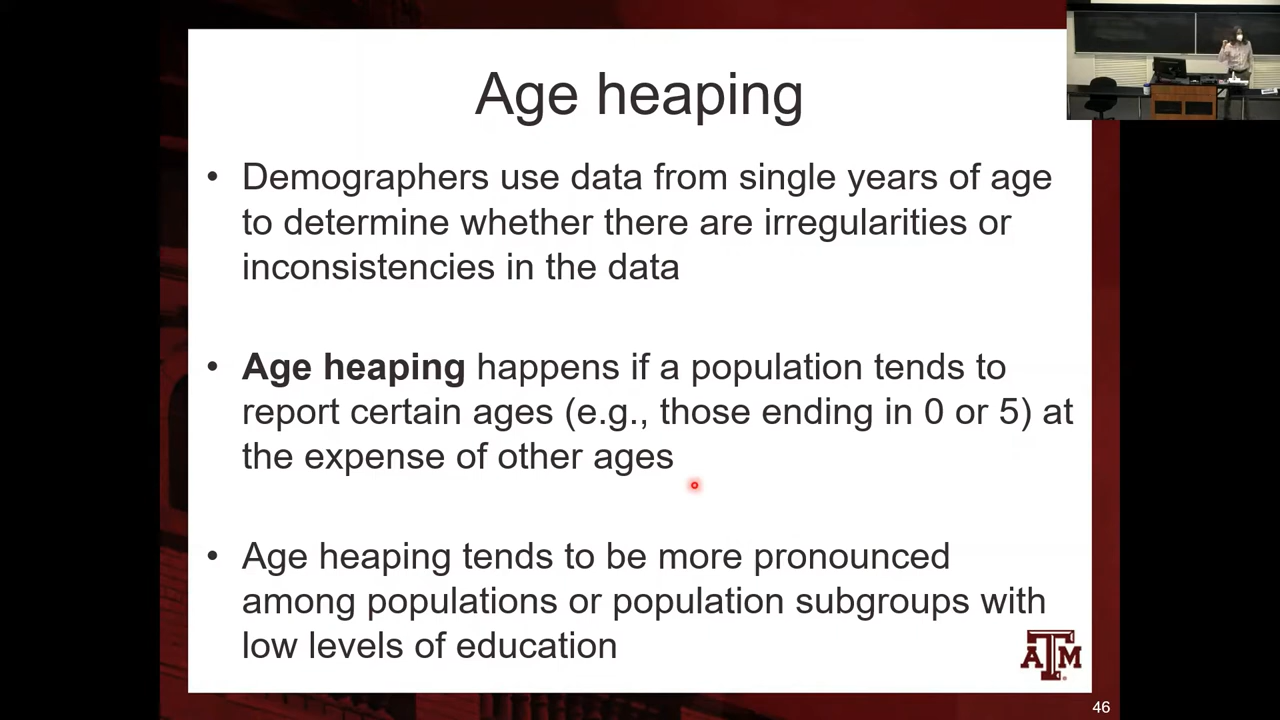 Age heaping
• Demographers use data from single years of age
to determine whether there are irregularities or
inconsistencies in the data
• Age heaping happens if a population tends to
report certain ages (e.g., those ending in 0 or 5) at
the expense of other ages
• Age heaping tends to be more pronounced
among populations or population subgroups with
low levels of education
ATM
46